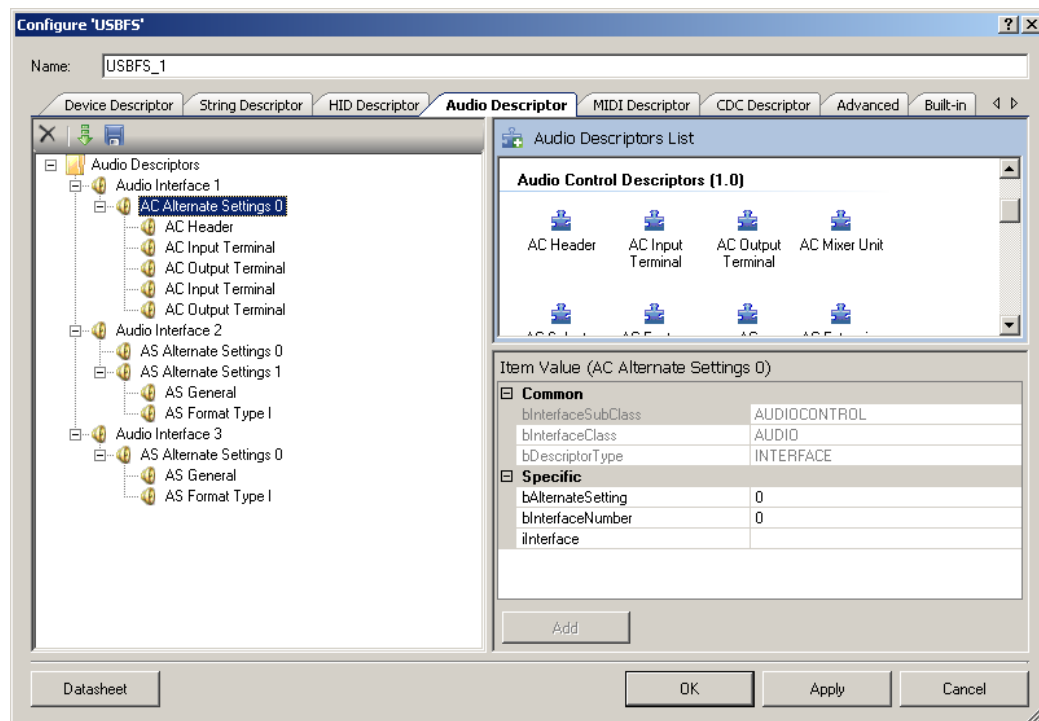 Configure 'USBFS'
Name: USBFS_1
Device Descriptor String Descriptor HID Descriptor Audio Descriptor MIDI Descriptor CDC Descriptor Advanced Built-in
Audio Descriptors
Audio Interface 1
AC Alternate Settings 0
AC Header
AC Input Terminal
AC Output Terminal
AC Input Terminal
AC Output Terminal
Audio Interface 2
AS Alternate Settings 0
AS Alternate Settings 1
AS General
AS Format Type I
Audio Interface 3
AS Alternate Settings 0
AS General
AS Format Type I
Audio Descriptors List
Audio Control Descriptors (1.0)
AC Header AC Input AC Output AC Mixer Unit
Terminal Terminal
Item Value (AC Alternate Settings 0)
Common
bInterfaceSubClass AUDIOCONTROL
bInterfaceClass AUDIO
bDescriptorType INTERFACE
Specific
bAlternateSetting 0
bInterfaceNumber 0
iInterface
Add
Datasheet OK Apply Cancel